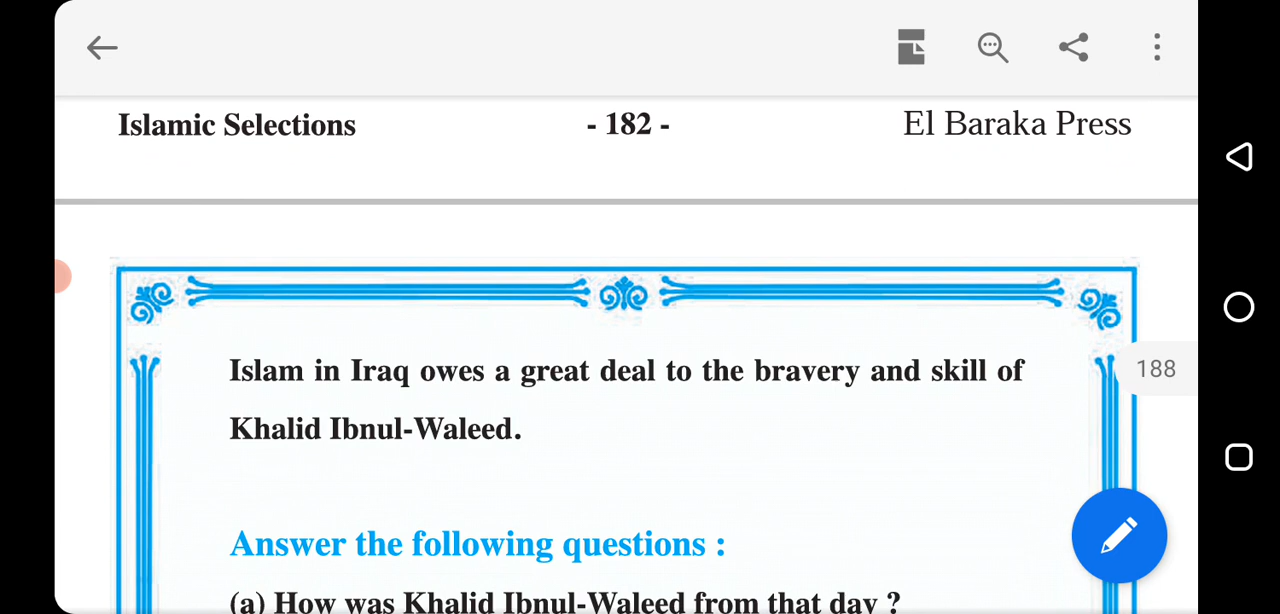 Islamic Selections - 182 - El Baraka Press
Islam in Iraq owes a great deal to the bravery and skill of
Khalid Ibnul-Waleed.
188
Answer the following questions :
(a) How was Khalid Ibnul-Waleed from that day ?